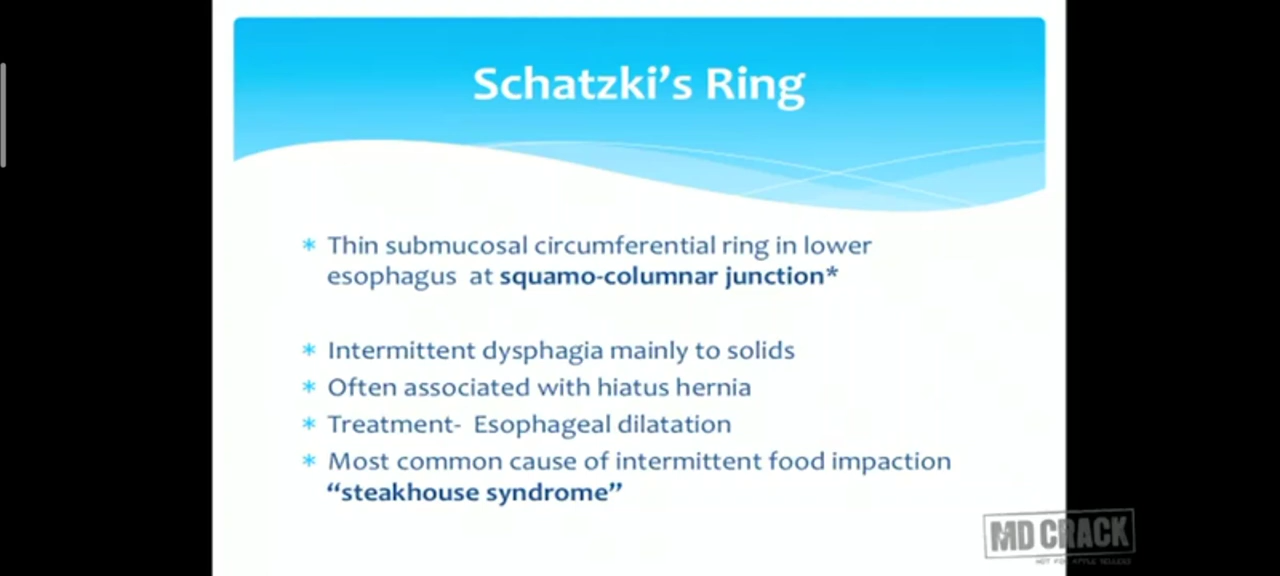 Schatzki's Ring
* Thin submucosal circumferential ring in lower
esophagus at squamo-columnar junction*
* Intermittent dysphagia mainly to solids
* Often associated with hiatus hernia
* Treatment- Esophageal dilatation
* Most common cause of intermittent food impaction
“steakhouse syndrome”
MD CRACK